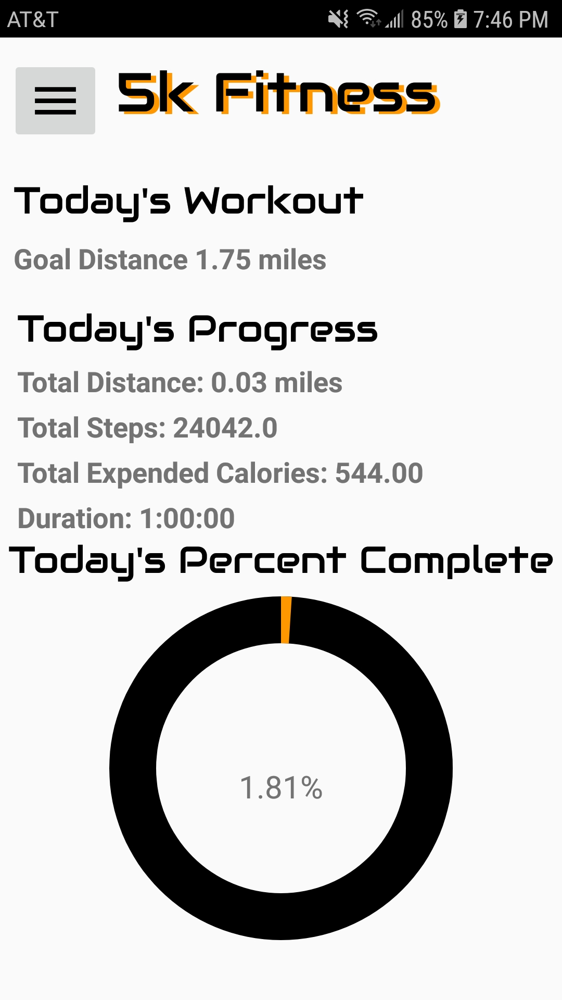 AT&T 85% 7:46 PM
5k Fitness
Today's Workout
Goal Distance 1.75 miles
Today's Progress
Total Distance: 0.03 miles
Total Steps: 24042.0
Total Expended Calories: 544.00
Duration: 1:00:00
Today's Percent Complete
1.81%